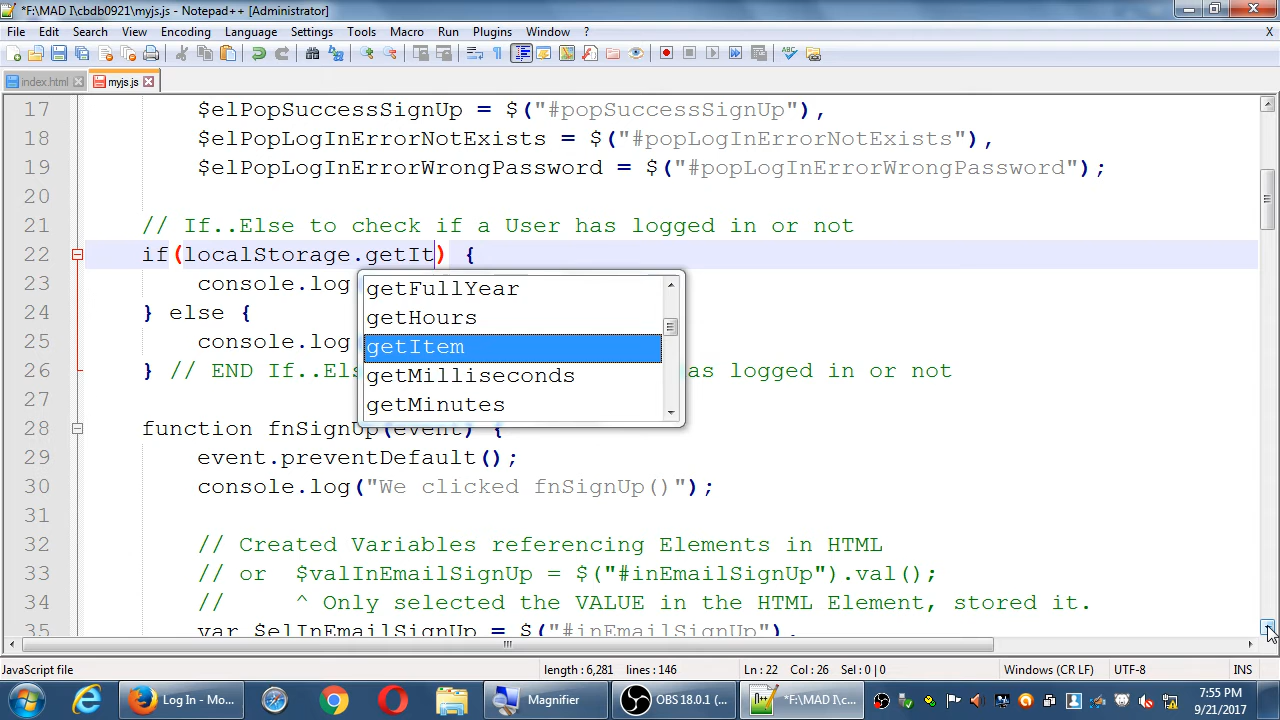 *F:\MAD I\cbdb0921\myjs.js - Notepad++ [Administrator]
File Edit Search View Encoding Language Settings Tools Macro Run Plugins Window ? X
index.html myjs.js
17 $elPopSuccessSignUp = $("#popSuccessSignUp"),
18 $elPopLogInErrorNotExists = $("#popLogInErrorNotExists"),
19 $elPopLogInErrorWrongPassword = $("#popLogInErrorWrongPassword");
20
21 // If..Else to check if a User has logged in or not
22 if(localStorage.getIt) {
23 console.log
24 } else {
25 console.log
26 } // END If..Els as logged in or not
getFullYear
getHours
getItem
getMilliseconds
getMinutes
27
28 function fnSignUp(event) {
29 event.preventDefault();
30 console.log("We clicked fnSignUp()");
31
32 // Created Variables referencing Elements in HTML
33 // or $valInEmailSignUp = $("#inEmailSignUp").val();
34 // ^ Only selected the VALUE in the HTML Element, stored it.
35 var $elInEmailSignUp = $("#inEmailSignUp"),
JavaScript file length : 6,281 lines : 146 Ln : 22 Col : 26 Sel : 0 | 0 Windows (CR LF) UTF-8 INS
Log In - Mo... Magnifier OBS 18.0.1 (... *F:\MAD I\c... 7:55 PM
9/21/2017